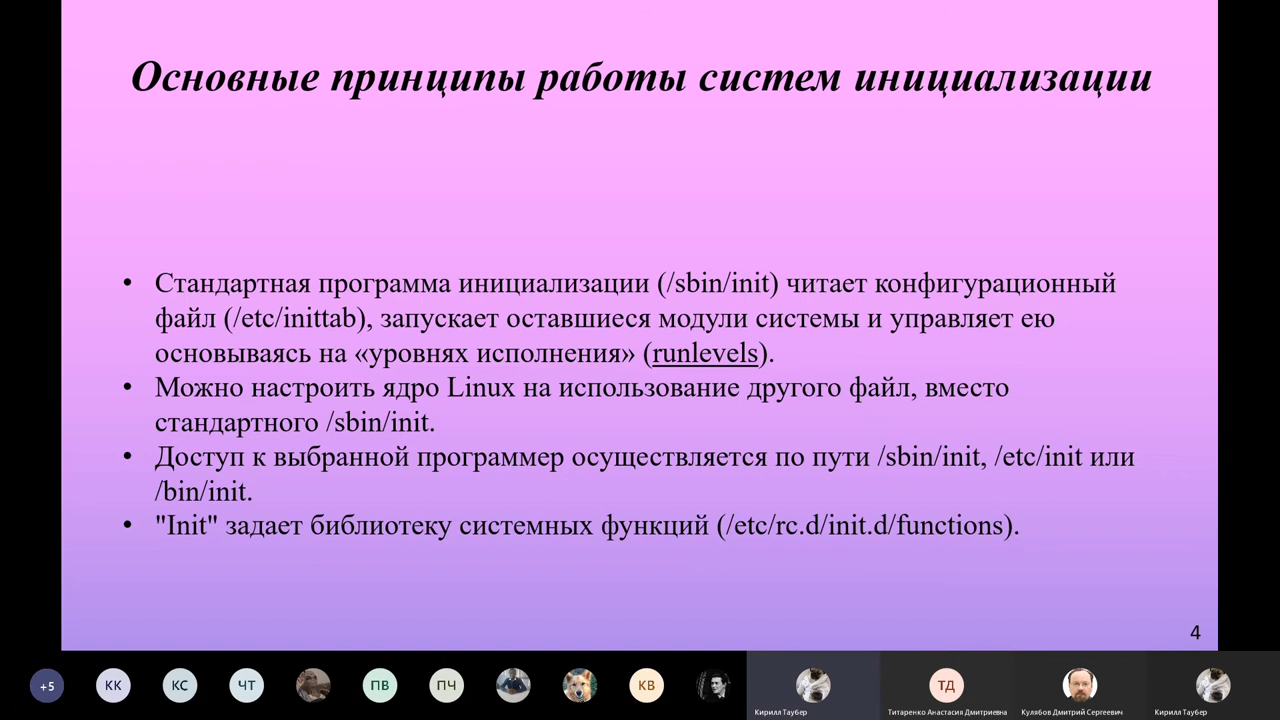 Основные принципы работы систем инициализации
• Стандартная программа инициализации (/sbin/init) читает конфигурационный
файл (/etc/inittab), запускает оставшиеся модули системы и управляет ею
основываясь на «уровнях исполнения» (runlevels).
• Можно настроить ядро Linux на использование другого файл, вместо
стандартного /sbin/init.
• Доступ к выбранной программер осуществляется по пути /sbin/init, /etc/init или
/bin/init.
• "Init" задает библиотеку системных функций (/etc/rc.d/init.d/functions).
4
+5 КК КС ЧТ ПВ ПЧ КВ ТД
Кирилл Таубер Титаренко Анастасия Дмитриевна Кулябов Дмитрий Сергеевич Кирилл Таубер